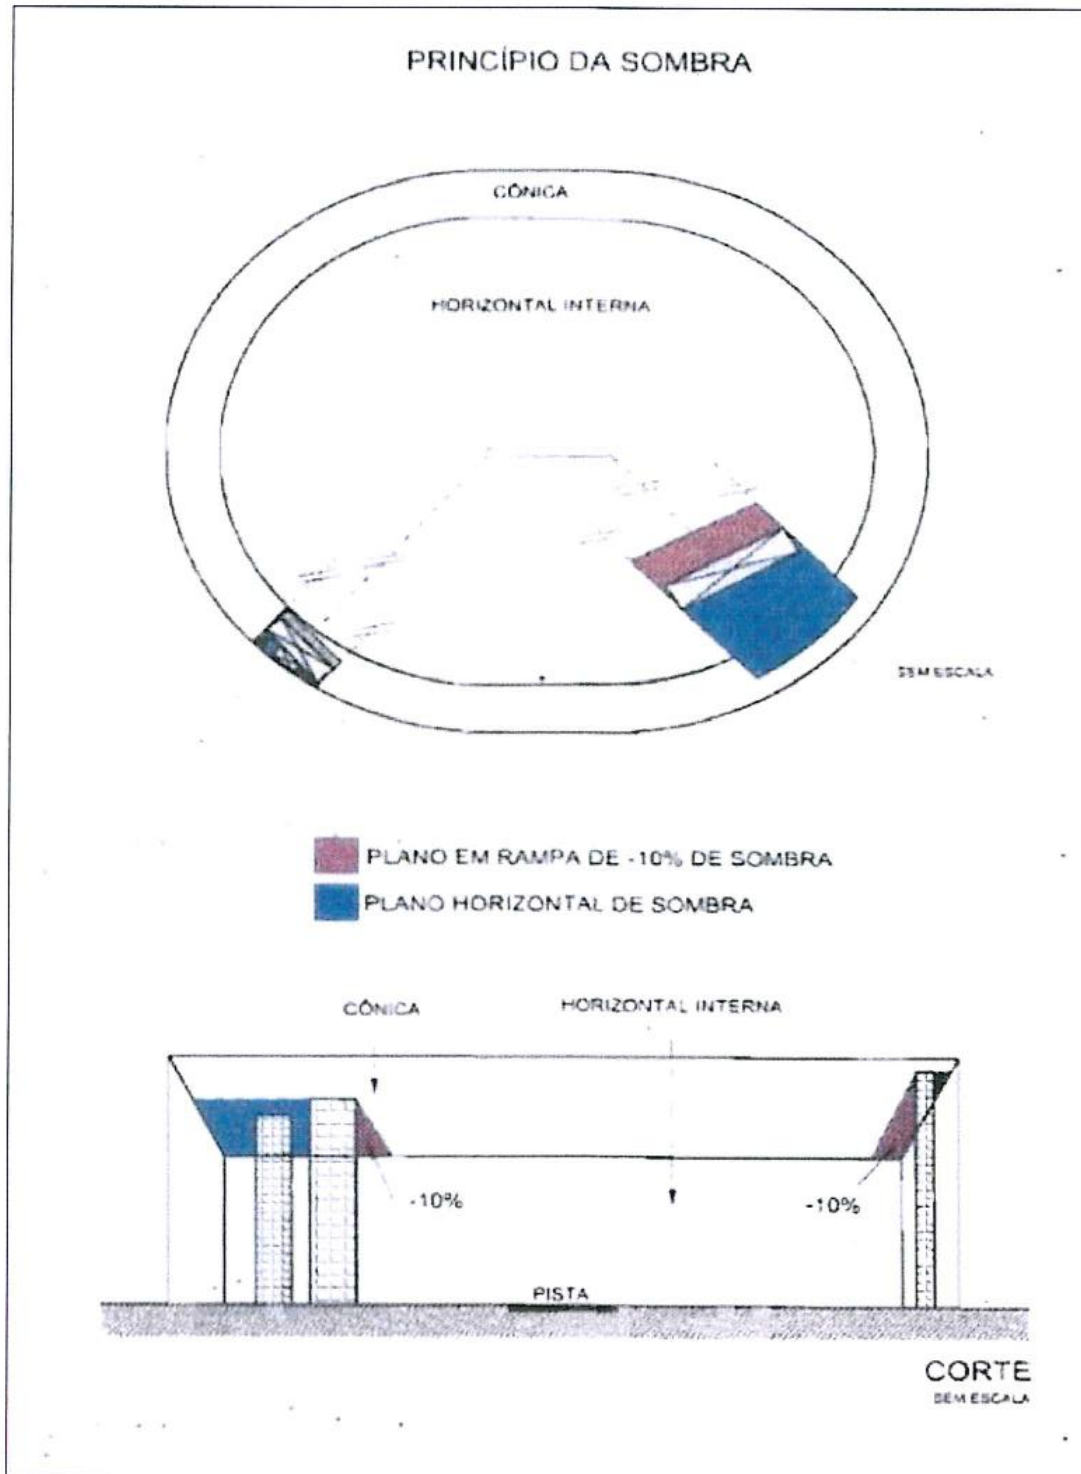 PRINCÍPIO DA SOMBRA
CÔNICA
HORIZONTAL INTERNA
SEM ESCALA
PLANO EM RAMPA DE -10% DE SOMBRA
PLANO HORIZONTAL DE SOMBRA
CÔNICA
HORIZONTAL INTERNA
-10%
-10%
PISTA
CORTE
SEM ESCALA